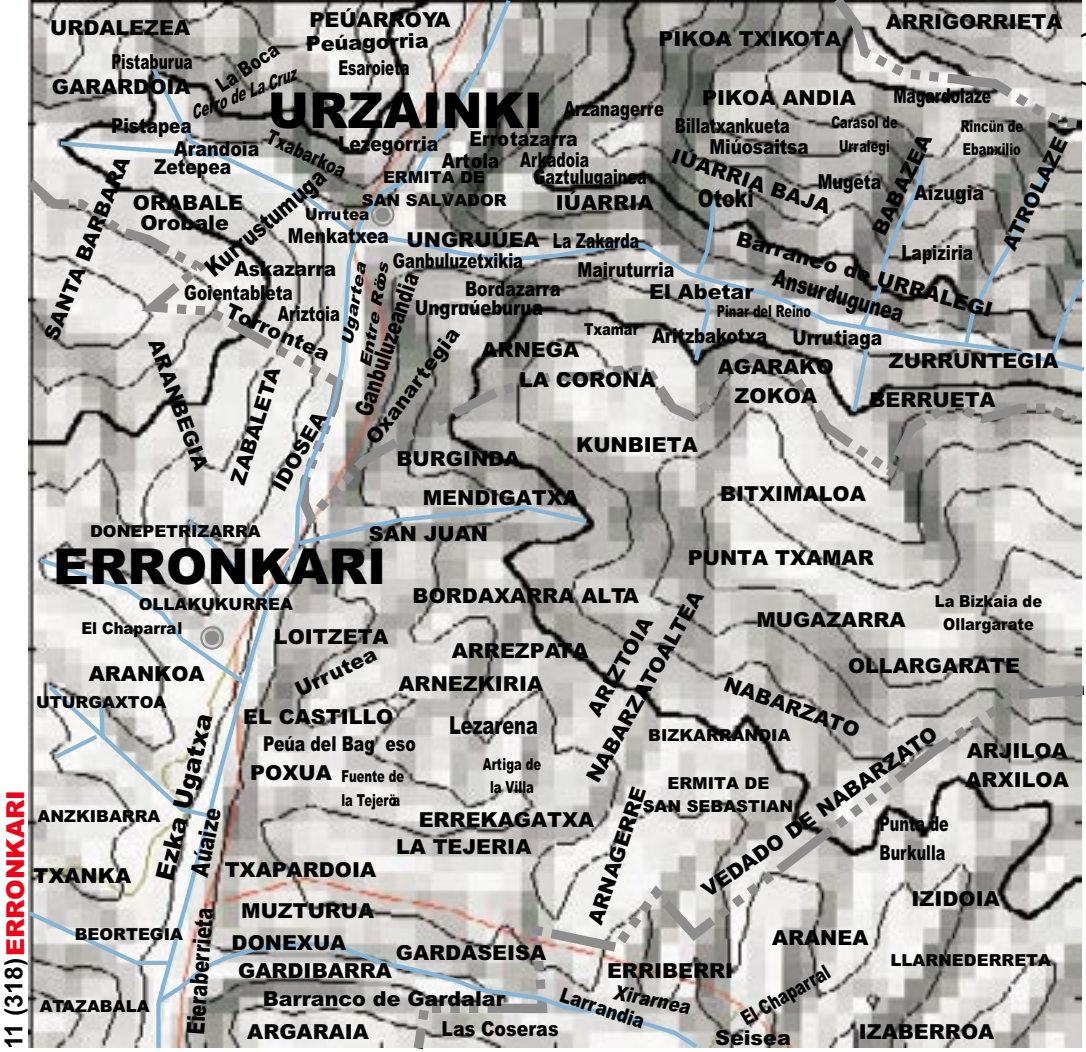 URDALEZEA
PEÚARROYA
ARRIGORRIETA
Peúagorria
PIKOA TXIKOTA
Pistaburua
La Boca
Esaroieta
GARARDOIA
Cerro de La Cruz
PIKOA ANDIA
Magardoiaze
URZAINKI
Arzanagerre
Pistapea
Billatxankueta
Carasol de
Urralegi
Rincün de
Ebanxilio
Txabarkoa
Lezegorria
Errotazarra
Miúosaitsa
Arandoia
Artola
Arkadoia
Zetepea
ERMITA DE
SAN SALVADOR
Gaztulugainea
IÚARRIA BAJA
Mugeta
BABAZEA
Aizugia
ATROLAZE
SANTA BARBARA
ORABALE
Orobale
Kurrustumuga
Urrutea
IÚARRIA
Otoki
Menkatxea
UNGRUÚEA
La Zakarda
Barranco de URRALEGI
Lapiziria
Askazarra
Ganbuluzetxikia
Mairuturria
Goientableta
Bordazarra
El Abetar
Ansurdugunea
Ariztoia
Ugartea
Entre Räos
Ganbuluzeandia
Ungruúeburua
Pinar del Reino
Torrontea
Txamar
Aritzbakotxa
Urrutiaga
ARNEGA
ZURRUNTEGIA
ARANBEGIA
Oxanartegia
LA CORONA
AGARAKO
ZOKOA
ZABALETA
BERRUETA
IDOSEA
KUNBIETA
BURGINDA
MENDIGATXA
BITXIMALOA
DONEPETRIZARRA
SAN JUAN
ERRONKARI
PUNTA TXAMAR
OLLAKUKURREA
BORDAXARRA ALTA
La Bizkaia de
Ollargarate
El Chaparral
LOITZETA
MUGAZARRA
ARREZPATA
ARIZTOIA
NABARZATOALTEA
ARANKOA
Urrutea
OLLARGARATE
UTURGAXTOA
ARNEZKIRIA
NABARZATO
EL CASTILLO
Lezarena
BIZKARRANDIA
Peúa del Bag eso
ARJILOA
ARXILOA
POXUA
Fuente de
la Tejeröa
Artiga de
la Villa
ERMITA DE
SAN SEBASTIAN
VEDADO DE NABARZATO
Ezka Ugatxa
ANZKIBARRA
Aúaize
ERREKAGATXA
Punta de
Burkulla
LA TEJERIA
ARNAGERRE
TXANKA
TXAPARDOIA
IZIDOIA
MUZTURUA
BEORTEGIA
DONEXUA
GARDASEISA
ARANEA
Eieraberrieta
GARDIBARRA
ERRIBERRI
LLARNEDERRETA
ATAZABALA
Barranco de Gardalar
Larrandia
Xirarnea
El Chaparral
ARGARAIA
Las Coseras
Seisea
IZABERROA
11 (318) ERRONKARI